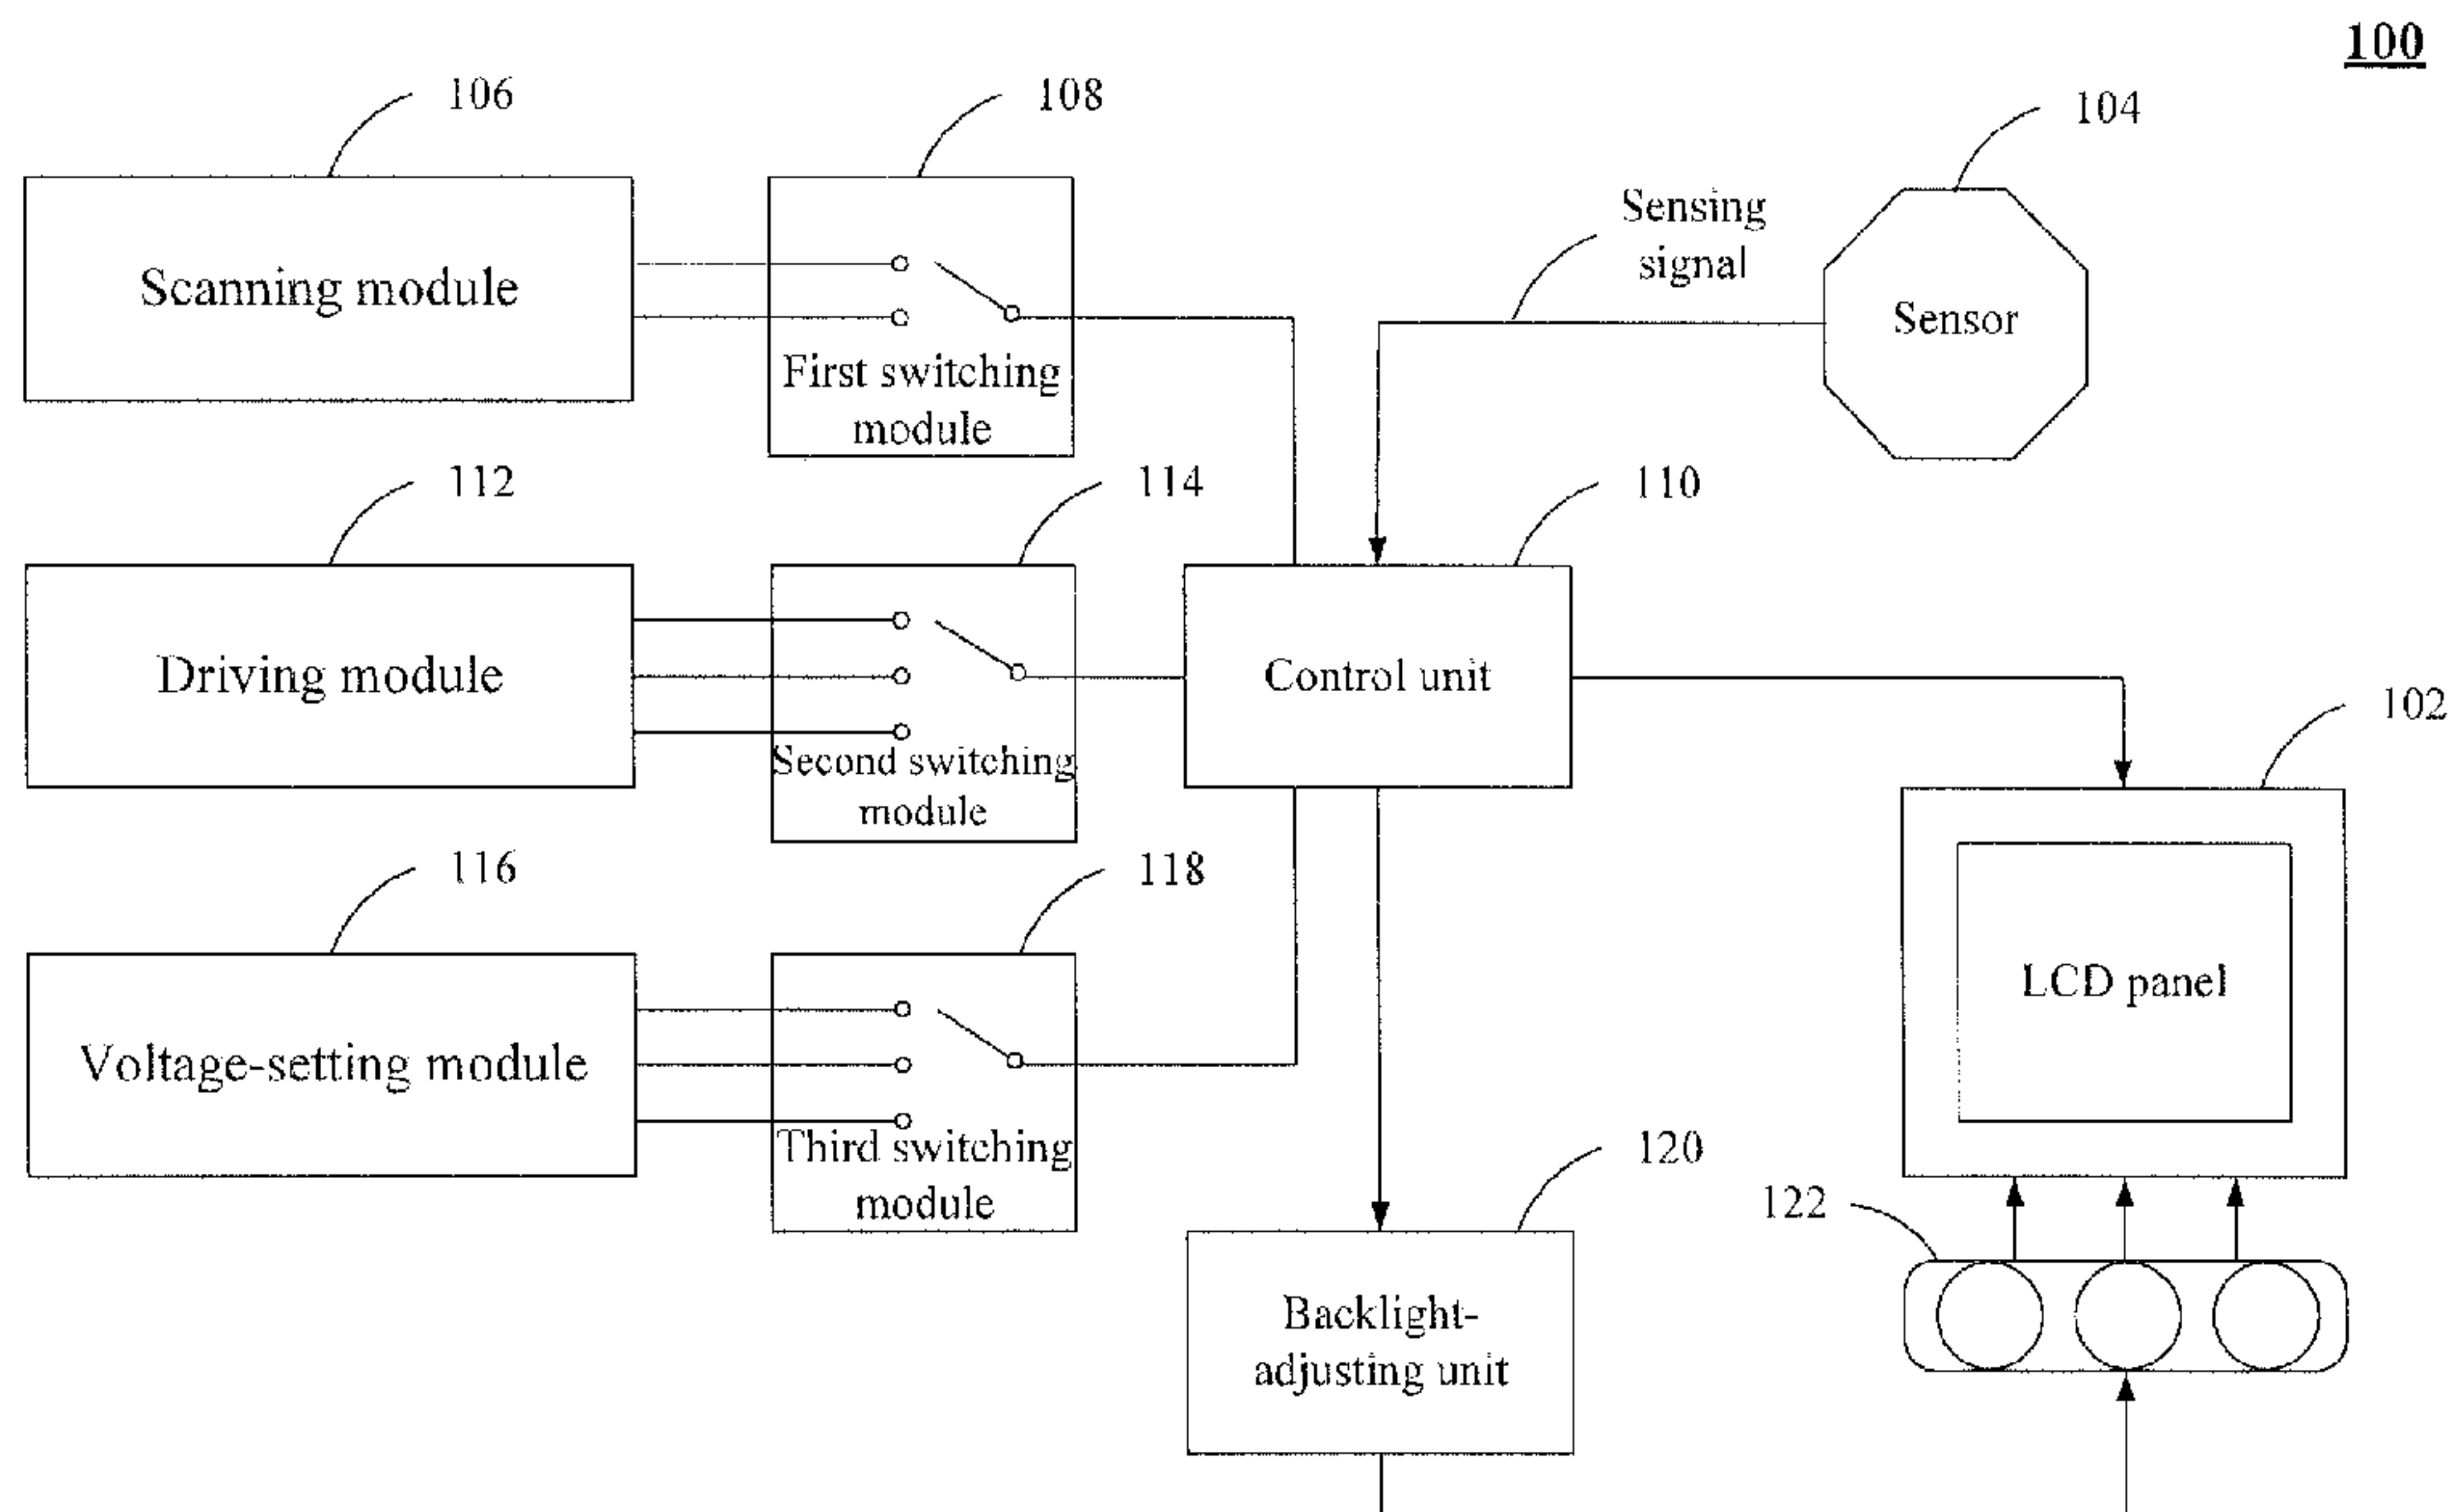 100
106
108
104
Sensing
signal
Scanning module
Sensor
First switching
module
112
114
110
Driving module
Control unit
102
Second switching
module
116
118
LCD panel
Voltage-setting module
Third switching
module
120
122
Backlight-
adjusting unit